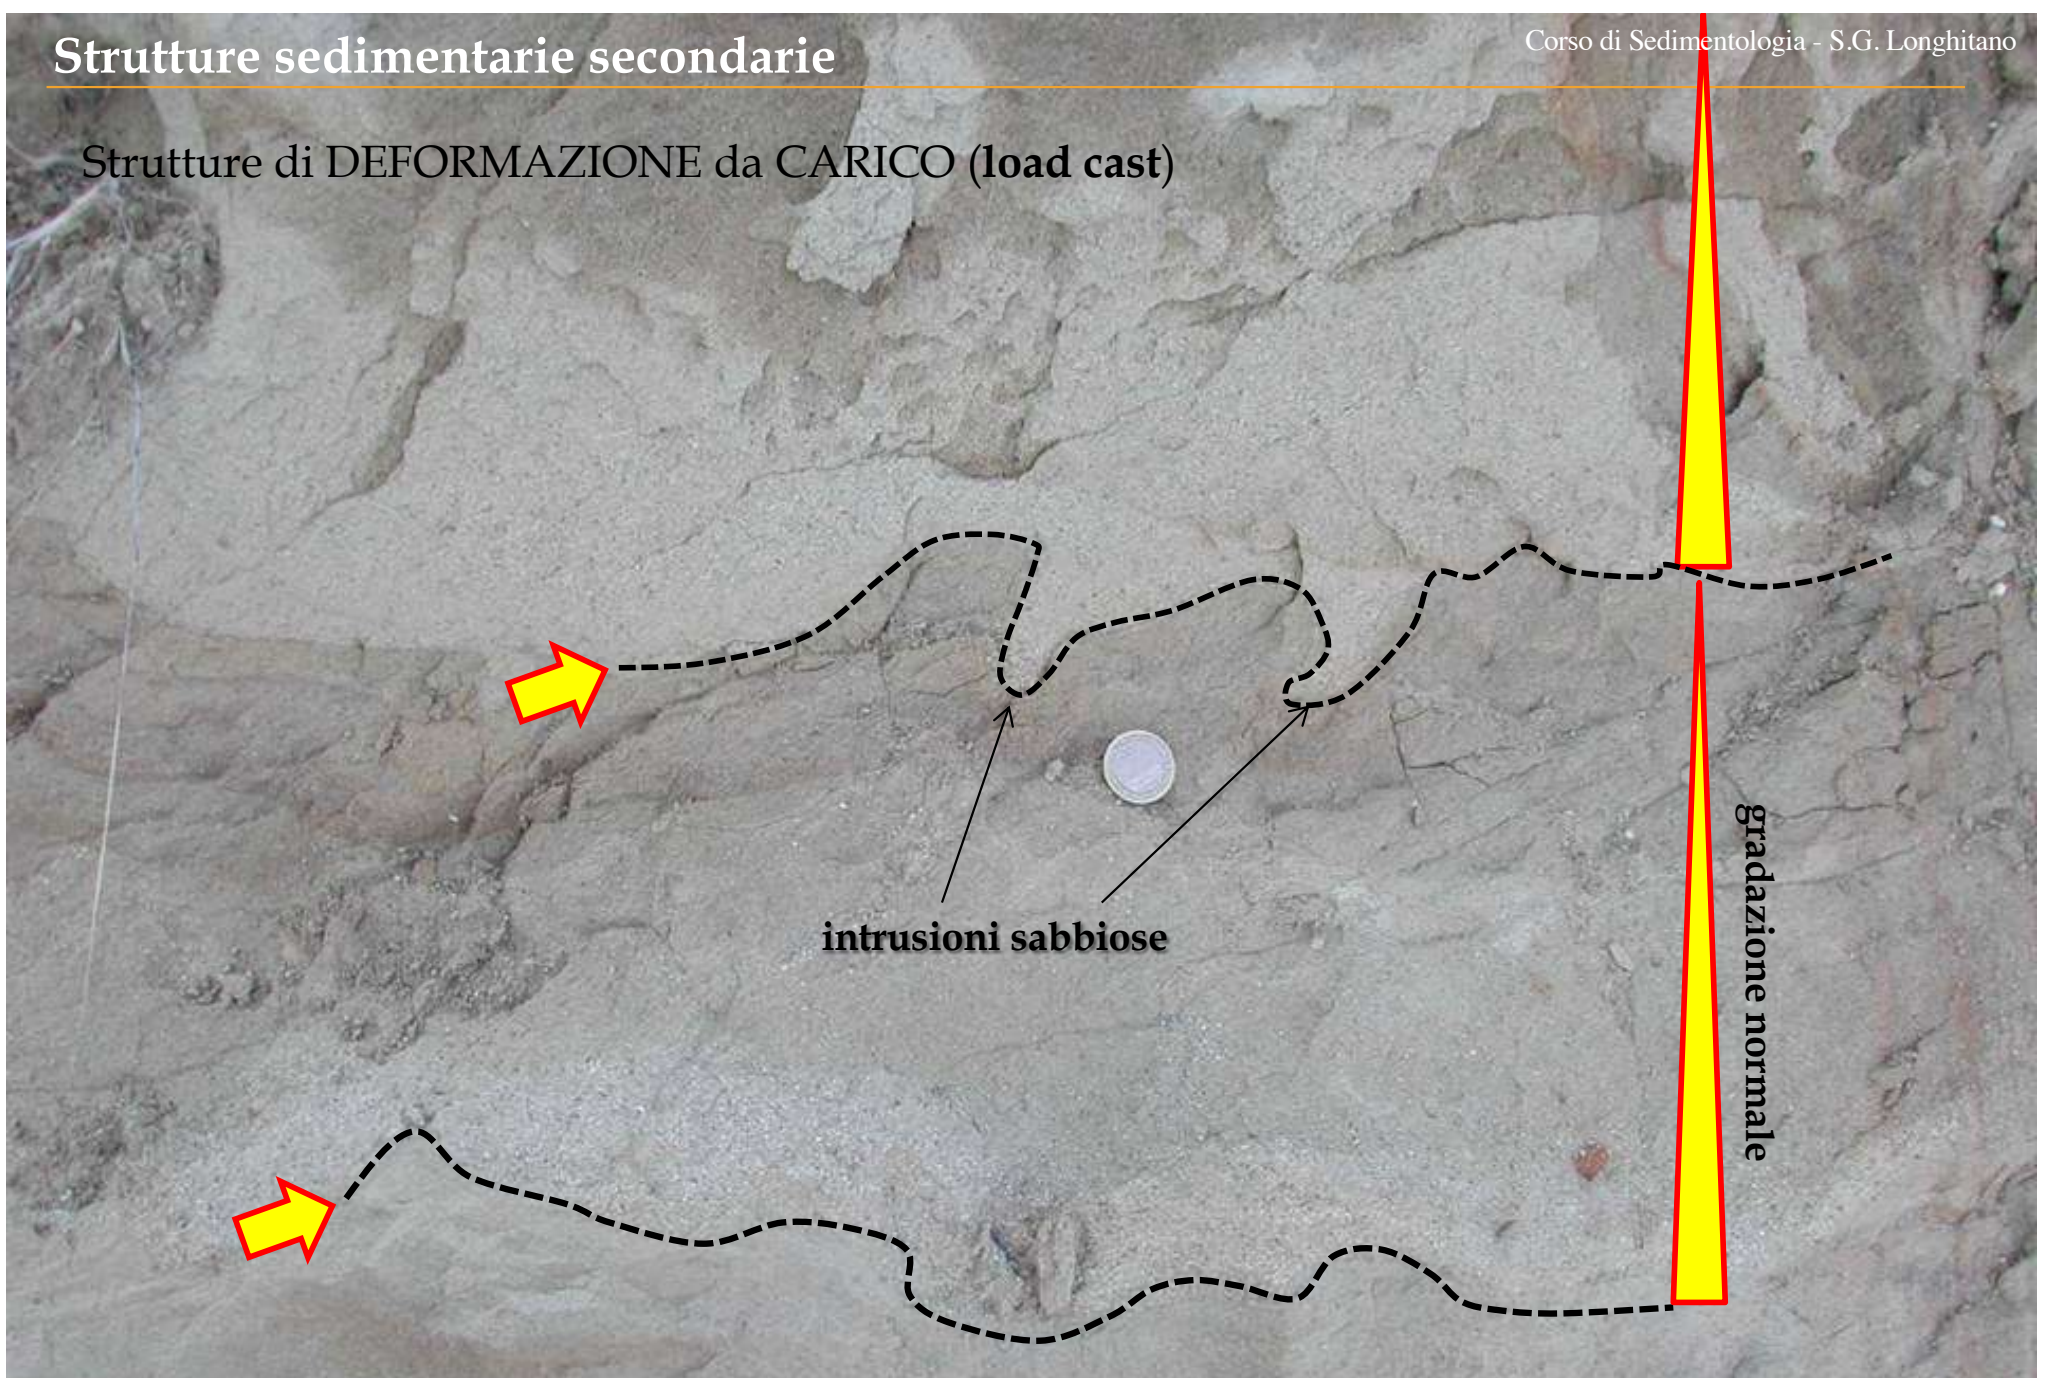 Strutture sedimentarie secondarie
Corso di Sedimentologia - S.G. Longhitano
Strutture di DEFORMAZIONE da CARICO (load cast)
intrusioni sabbiose
gradazione normale